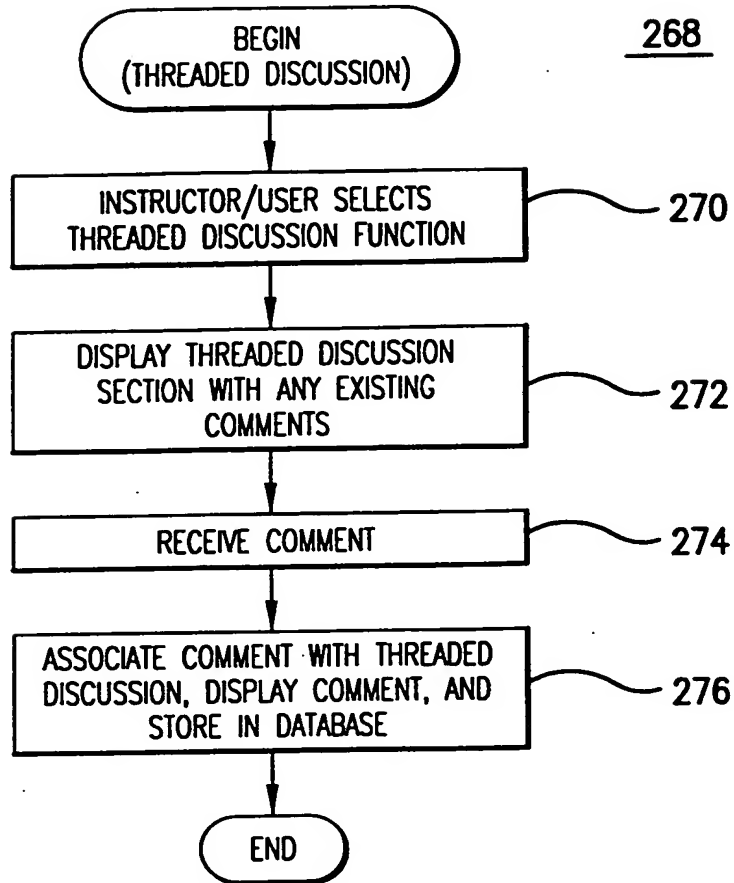 BEGIN
(THREADED DISCUSSION)
268
INSTRUCTOR/USER SELECTS
THREADED DISCUSSION FUNCTION
270
DISPLAY THREADED DISCUSSION
SECTION WITH ANY EXISTING
COMMENTS
272
RECEIVE COMMENT
274
ASSOCIATE COMMENT WITH THREADED
DISCUSSION, DISPLAY COMMENT, AND
STORE IN DATABASE
276
END